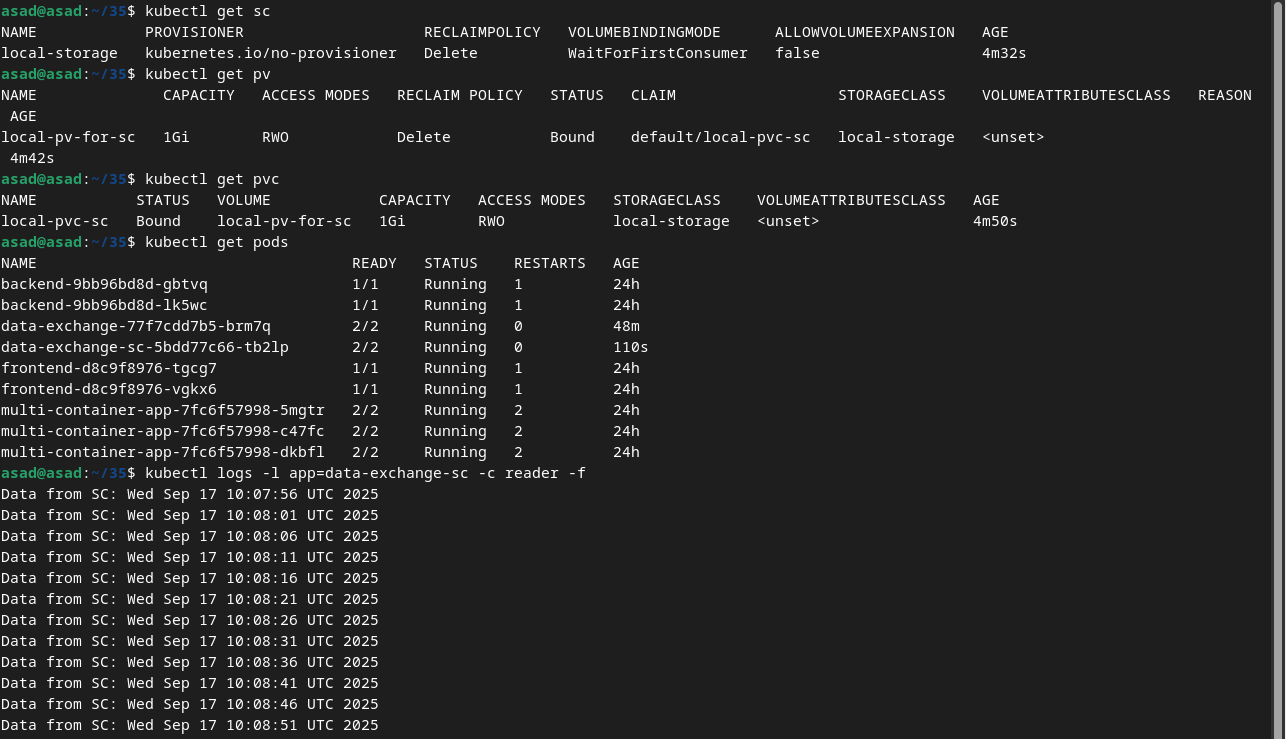 asad@asad:~/35$ kubectl get sc
NAME            PROVISIONER                    RECLAIMPOLICY   VOLUMEBINDINGMODE      ALLOWVOLUMEEXPANSION   AGE
local-storage   kubernetes.io/no-provisioner   Delete          WaitForFirstConsumer   false                  4m32s
asad@asad:~/35$ kubectl get pv
NAME              CAPACITY   ACCESS MODES   RECLAIM POLICY   STATUS   CLAIM                  STORAGECLASS    VOLUMEATTRIBUTESCLASS   REASON
 AGE
local-pv-for-sc   1Gi        RWO            Delete           Bound    default/local-pvc-sc   local-storage   <unset>
 4m42s
asad@asad:~/35$ kubectl get pvc
NAME           STATUS   VOLUME            CAPACITY   ACCESS MODES   STORAGECLASS    VOLUMEATTRIBUTESCLASS   AGE
local-pvc-sc   Bound    local-pv-for-sc   1Gi        RWO            local-storage   <unset>                 4m50s
asad@asad:~/35$ kubectl get pods
NAME                                   READY   STATUS    RESTARTS   AGE
backend-9bb96bd8d-gbtvq                1/1     Running   1          24h
backend-9bb96bd8d-lk5wc                1/1     Running   1          24h
data-exchange-77f7cdd7b5-brm7q         2/2     Running   0          48m
data-exchange-sc-5bdd77c66-tb2lp       2/2     Running   0          110s
frontend-d8c9f8976-tgcg7               1/1     Running   1          24h
frontend-d8c9f8976-vgkx6               1/1     Running   1          24h
multi-container-app-7fc6f57998-5mgtr   2/2     Running   2          24h
multi-container-app-7fc6f57998-c47fc   2/2     Running   2          24h
multi-container-app-7fc6f57998-dkbfl   2/2     Running   2          24h
asad@asad:~/35$ kubectl logs -l app=data-exchange-sc -c reader -f
Data from SC: Wed Sep 17 10:07:56 UTC 2025
Data from SC: Wed Sep 17 10:08:01 UTC 2025
Data from SC: Wed Sep 17 10:08:06 UTC 2025
Data from SC: Wed Sep 17 10:08:11 UTC 2025
Data from SC: Wed Sep 17 10:08:16 UTC 2025
Data from SC: Wed Sep 17 10:08:21 UTC 2025
Data from SC: Wed Sep 17 10:08:26 UTC 2025
Data from SC: Wed Sep 17 10:08:31 UTC 2025
Data from SC: Wed Sep 17 10:08:36 UTC 2025
Data from SC: Wed Sep 17 10:08:41 UTC 2025
Data from SC: Wed Sep 17 10:08:46 UTC 2025
Data from SC: Wed Sep 17 10:08:51 UTC 2025